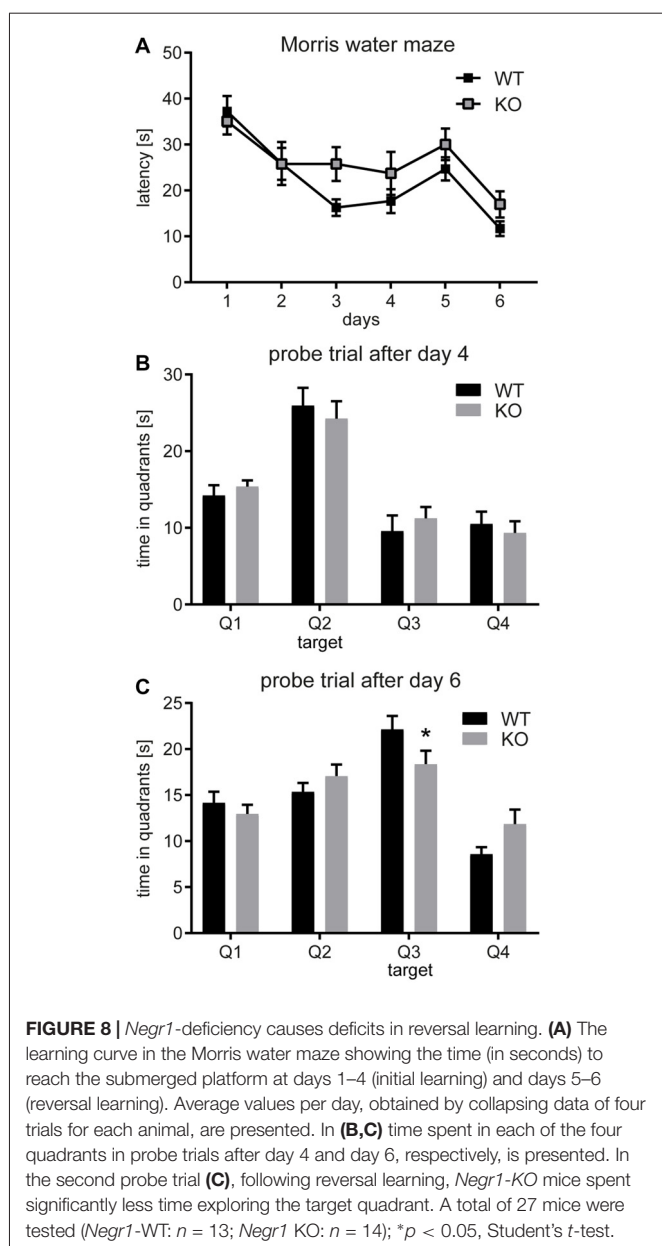 A Morris water maze
50
40
30
20
10
0
latency [s]
WT
KO
1 2 3 4 5 6
days
B probe trial after day 4
30
20
10
0
time in quadrants [s]
WT
KO
Q1 Q2 Q3 Q4
target
C probe trial after day 6
25
20
15
10
5
0
time in quadrants [s]
WT
KO
*
Q1 Q2 Q3 Q4
target
FIGURE 8 | Negr1-deficiency causes deficits in reversal learning. (A) The
learning curve in the Morris water maze showing the time (in seconds) to
reach the submerged platform at days 1–4 (initial learning) and days 5–6
(reversal learning). Average values per day, obtained by collapsing data of four
trials for each animal, are presented. In (B,C) time spent in each of the four
quadrants in probe trials after day 4 and day 6, respectively, is presented. In
the second probe trial (C), following reversal learning, Negr1-KO mice spent
significantly less time exploring the target quadrant. A total of 27 mice were
tested (Negr1-WT: n = 13; Negr1 KO: n = 14); *p < 0.05, Student's t-test.